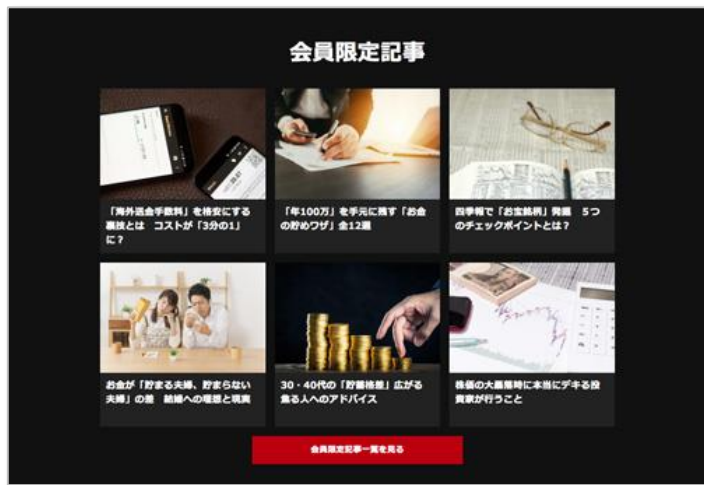 会員限定記事
「海外送金手数料」を格安にする
裏技とは　コストが「3分の1」
に？
「年100万」を手元に残す「お金
の貯めワザ」全12選
四季報で「お宝銘柄」発掘　5つ
のチェックポイントとは？
お金が「貯まる夫婦、貯まらない
夫婦」の差　結婚への理想と現実
30・40代の「貯蓄格差」広がる
焦る人へのアドバイス
株価の大暴落時に本当にデキる投
資家が行うこと
会員限定記事一覧を見る